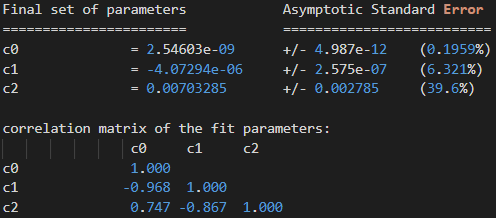 Final set of parameters Asymptotic Standard Error
======================= ==========================
c0 = 2.54603e-09 +/- 4.987e-12 (0.1959%)
c1 = -4.07294e-06 +/- 2.575e-07 (6.321%)
c2 = 0.00703285 +/- 0.002785 (39.6%)
correlation matrix of the fit parameters:
c0 c1 c2
c0 1.000
c1 -0.968 1.000
c2 0.747 -0.867 1.000